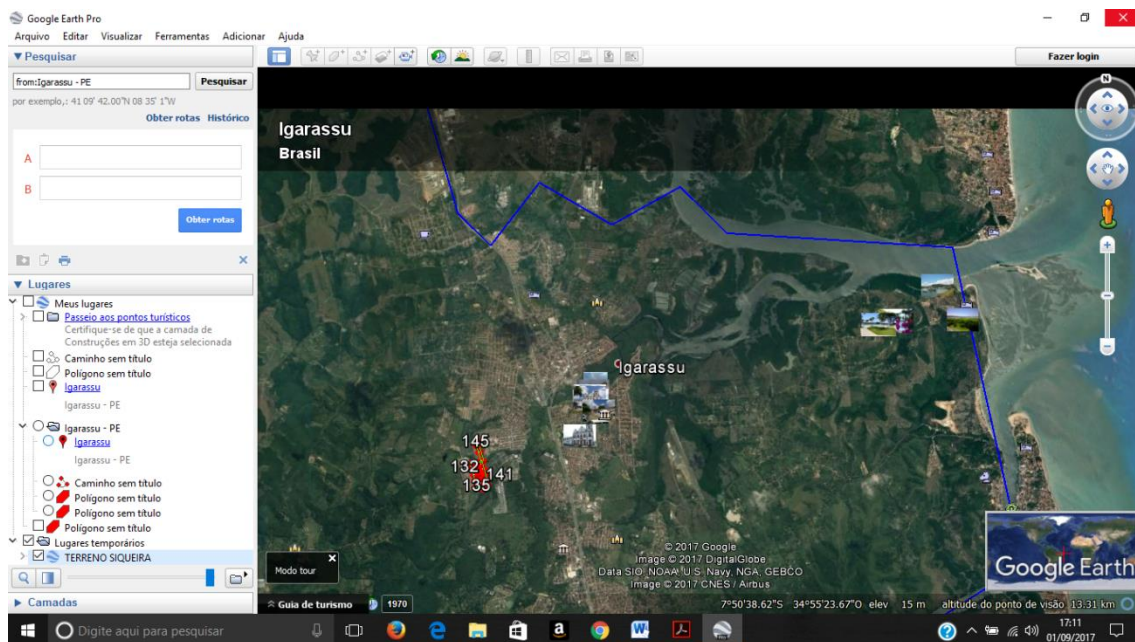 Google Earth Pro
Arquivo Editar Visualizar Ferramentas Adicionar Ajuda
Pesquisar
from:Igarassu - PE
Pesquisar
por exemplo,: 41 09' 42.00"N 08 35' 1"W
Obter rotas Histórico
A
B
Obter rotas
Lugares
Meus lugares
Passeio aos pontos turísticos
Certifique-se de que a camada de
Construções em 3D esteja selecionada
Caminho sem título
Polígono sem título
Igarassu
Igarassu - PE
Igarassu - PE
Igarassu
Igarassu - PE
Caminho sem título
Polígono sem título
Polígono sem título
Polígono sem título
Lugares temporários
TERRENO SIQUEIRA
Camadas
Fazer login
N
Igarassu
Brasil
Igarassu
145
132
141
135
Modo tour
Guia de turismo
1970
© 2017 Google
Image © 2017 DigitalGlobe
Data SIO, NOAA, U.S. Navy, NGA, GEBCO
Image © 2017 CNES / Airbus
Google Earth
7°50'38.62"S 34°55'23.67"O elev 15 m altitude do ponto de visão 13.31 km
Digite aqui para pesquisar
17:11
01/09/2017